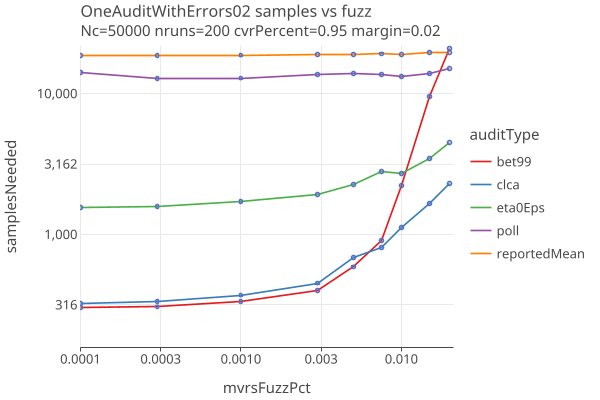 OneAuditWithErrors02 samples vs fuzz
Nc=50000 nruns=200 cvrPercent=0.95 margin=0.02
samplesNeeded
10,000
3,162
1,000
316
0.0001
0.0003
0.0010
0.003
0.010
mvrsFuzzPct
auditType
bet99
clca
eta0Eps
poll
reportedMean